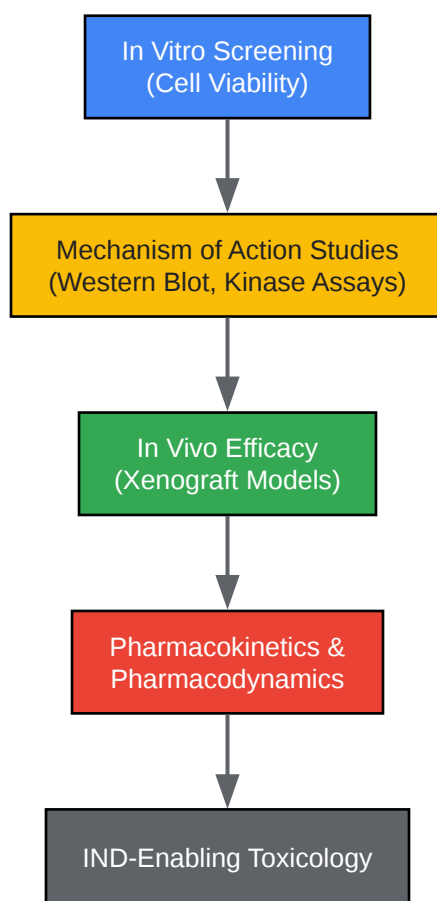 In Vitro Screening
(Cell Viability)
Mechanism of Action Studies
(Western Blot, Kinase Assays)
In Vivo Efficacy
(Xenograft Models)
Pharmacokinetics &
Pharmacodynamics
IND-Enabling Toxicology